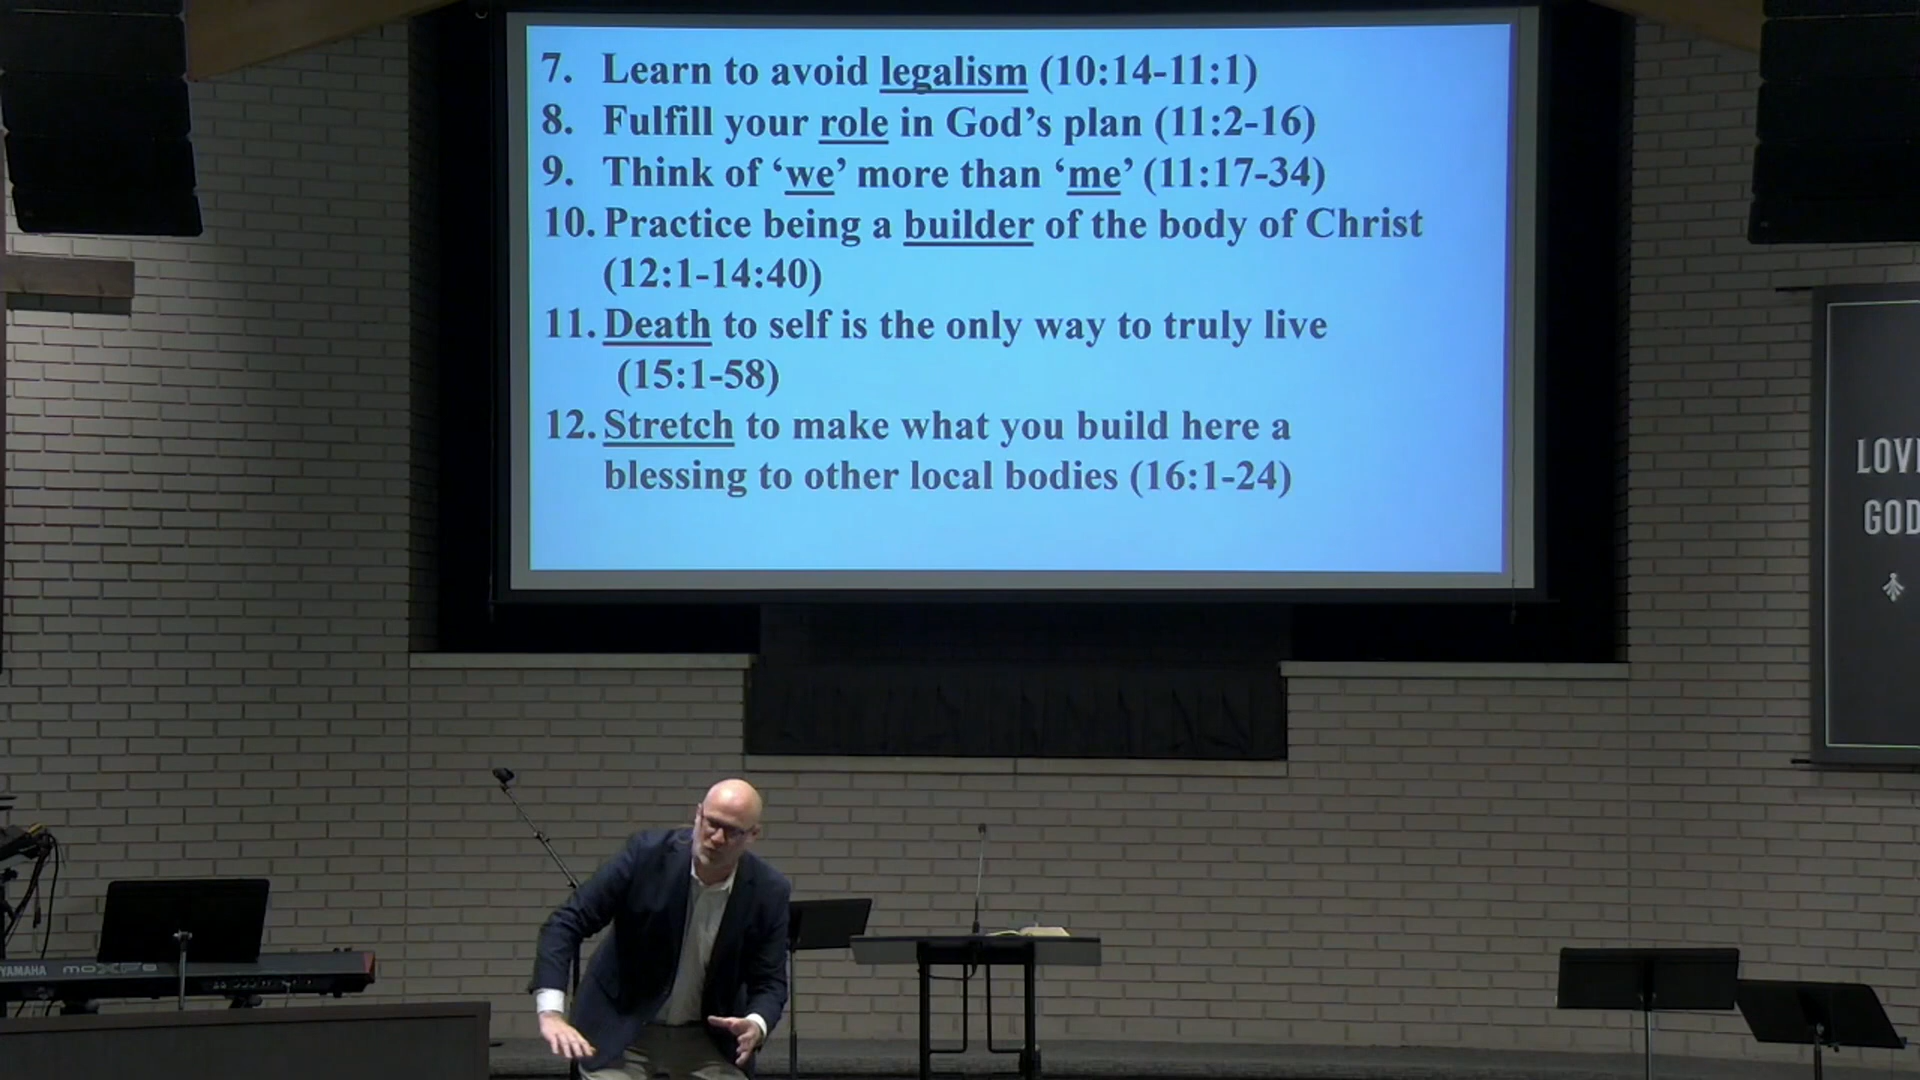 7. Learn to avoid legalism (10:14-11:1)
8. Fulfill your role in God’s plan (11:2-16)
9. Think of ‘we’ more than ‘me’ (11:17-34)
10. Practice being a builder of the body of Christ
(12:1-14:40)
11. Death to self is the only way to truly live
(15:1-58)
12. Stretch to make what you build here a
blessing to other local bodies (16:1-24)
GOD
YAMAHA MOXF8